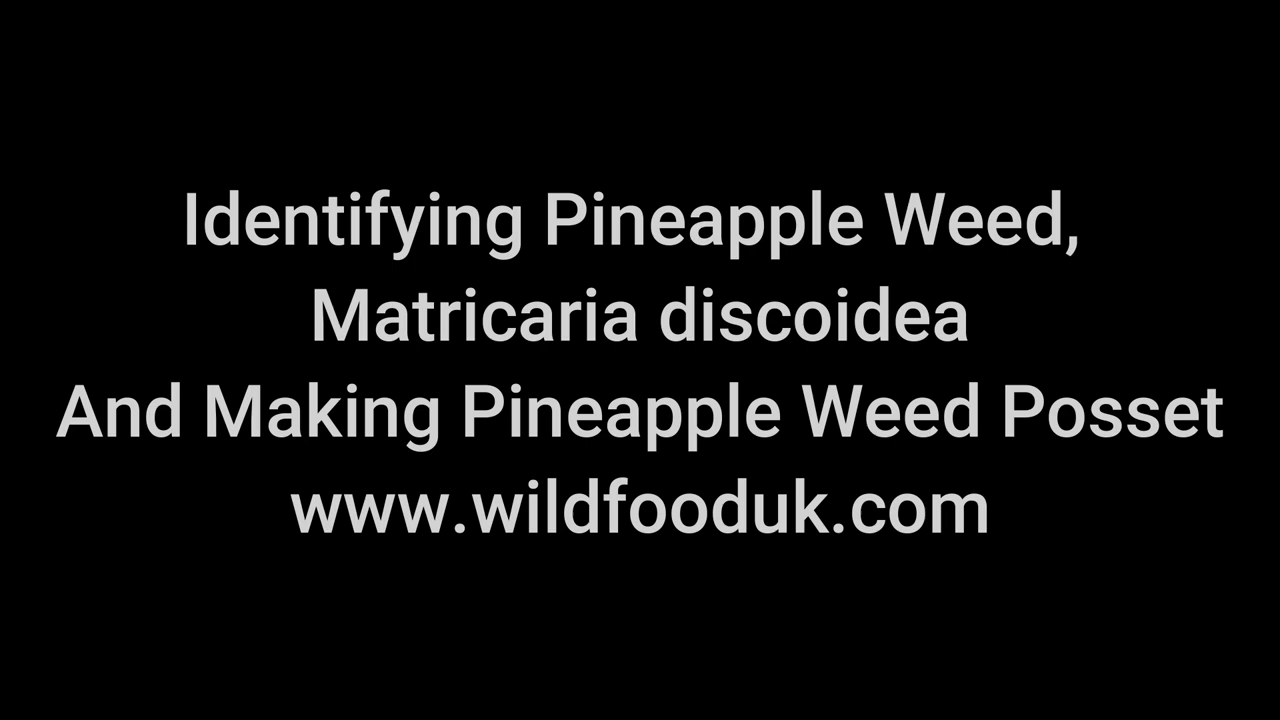 Identifying Pineapple Weed,
Matricaria discoidea
And Making Pineapple Weed Posset
www.wildfooduk.com